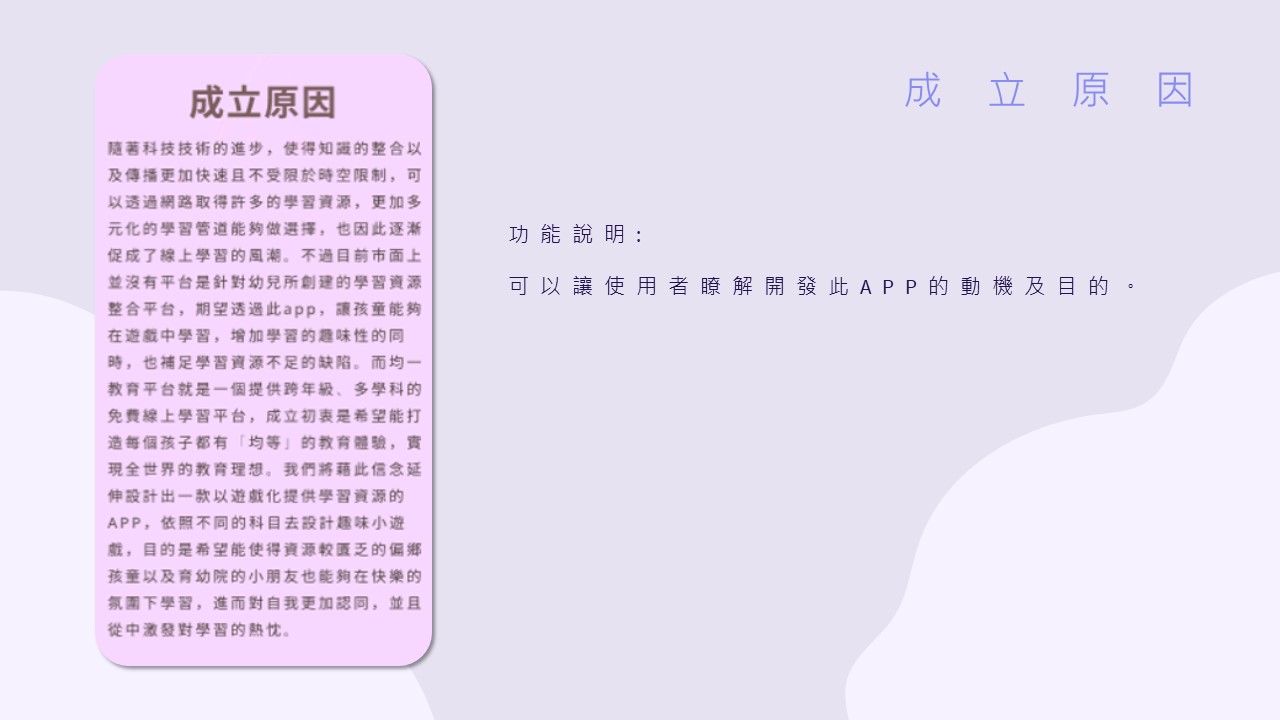 成立原因
隨著科技技術的進步，使得知識的整合以
及傳播更加快速且不受限於時空限制，可
以透過網路取得許多的學習資源，更加多
元化的學習管道能夠做選擇，也因此逐漸
促成了線上學習的風潮。不過目前市面上
並沒有平台是針對幼兒所創建的學習資源
整合平台，期望透過此app，讓孩童能夠
在遊戲中學習，增加學習的趣味性的同
時，也補足學習資源不足的缺陷。而均一
教育平台就是一個提供跨年級、多學科的
免費線上學習平台，成立初衷是希望能打
造每個孩子都有「均等」的教育體驗，實
現全世界的教育理想。我們將藉此信念延
伸設計出一款以遊戲化提供學習資源的
APP，依照不同的科目去設計趣味小遊
戲，目的是希望能使得資源較匱乏的偏鄉
孩童以及育幼院的小朋友也能夠在快樂的
氛圍下學習，進而對自我更加認同，並且
從中激發對學習的熱忱。
成立原因
功能說明:
可以讓使用者瞭解開發此APP的動機及目的。